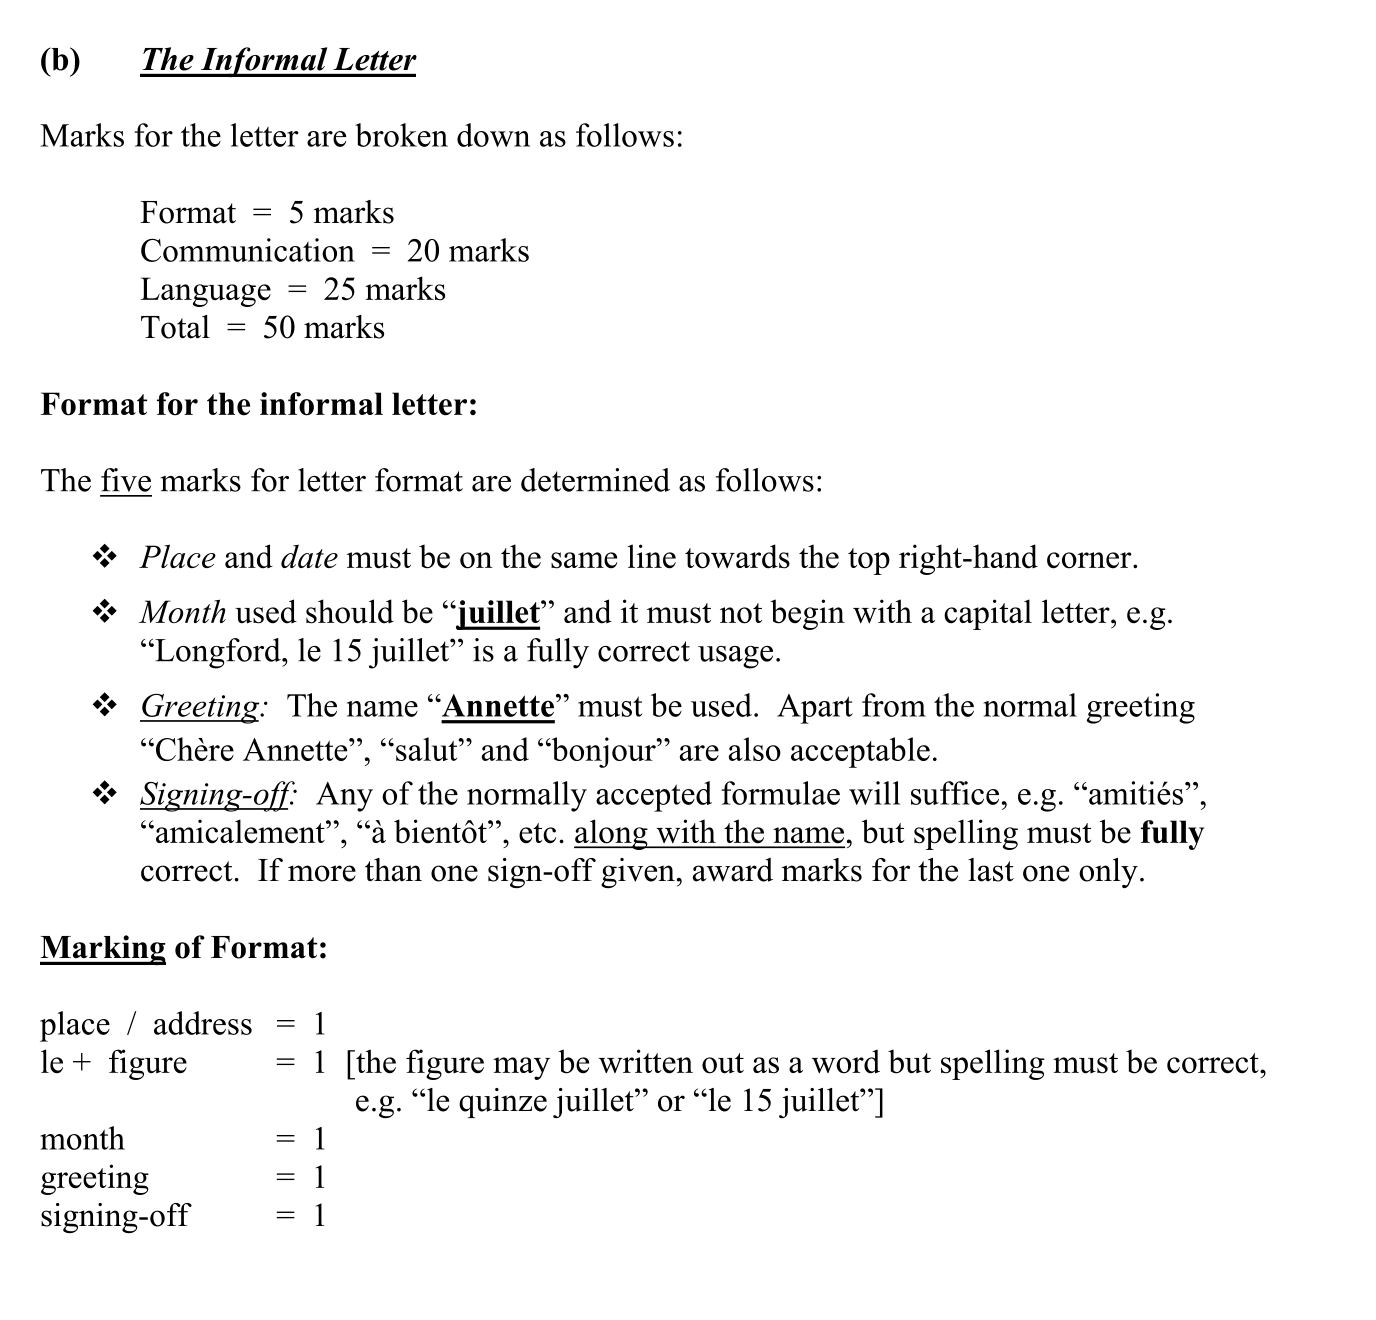 (b) The Informal Letter
Marks for the letter are broken down as follows:
Format = 5 marks
Communication = 20 marks
Language = 25 marks
Total = 50 marks
Format for the informal letter:
The five marks for letter format are determined as follows:
❖ Place and date must be on the same line towards the top right-hand corner.
❖ Month used should be “juillet” and it must not begin with a capital letter, e.g.
“Longford, le 15 juillet” is a fully correct usage.
❖ Greeting: The name “Annette” must be used. Apart from the normal greeting
“Chère Annette”, “salut” and “bonjour” are also acceptable.
❖ Signing-off: Any of the normally accepted formulae will suffice, e.g. “amitiés”,
“amicalement”, “à bientôt”, etc. along with the name, but spelling must be fully
correct. If more than one sign-off given, award marks for the last one only.
Marking of Format:
place / address = 1
le + figure = 1 [the figure may be written out as a word but spelling must be correct,
e.g. “le quinze juillet” or “le 15 juillet”]
month = 1
greeting = 1
signing-off = 1